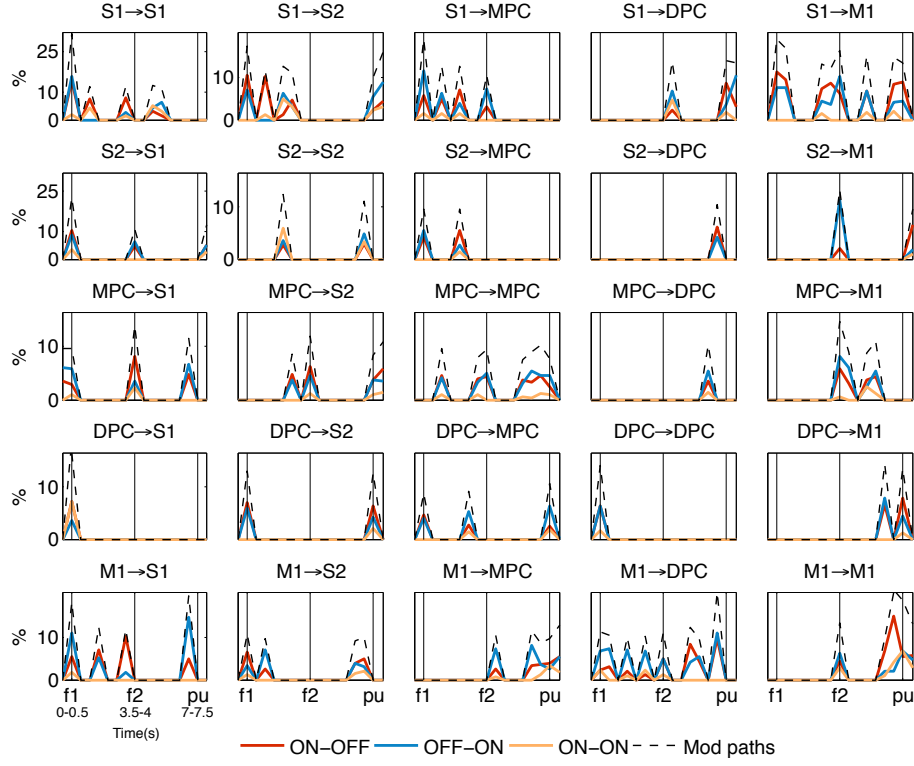 S1→S1 S1→S2 S1→MPC S1→DPC S1→M1
% 25 10 0 10 0
S2→S1 S2→S2 S2→MPC S2→DPC S2→M1
25 10 0 10 0
MPC→S1 MPC→S2 MPC→MPC MPC→DPC MPC→M1
10 0
DPC→S1 DPC→S2 DPC→MPC DPC→DPC DPC→M1
% 10 0
M1→S1 M1→S2 M1→MPC M1→DPC M1→M1
% 10 0
f1 f2 pu f1 f2 pu f1 f2 pu f1 f2 pu f1 f2 pu
0-0.5 3.5-4 7-7.5
Time(s)
ON−OFF OFF−ON ON−ON Mod paths